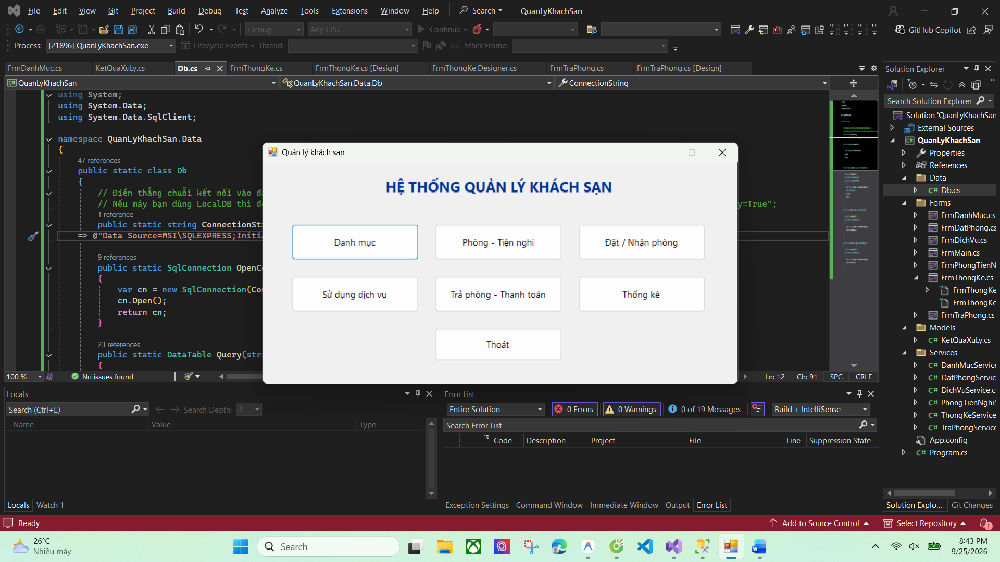 File Edit View Git Project Build Debug Test Analyze Tools Extensions Window Help Search QuanLyKhachSan
Debug Any CPU Continue GitHub Copilot
Process: [21896] QuanLyKhachSan.exe Lifecycle Events Thread: Stack Frame:
FrmDanhMuc.cs KetQuaXuLy.cs Db.cs FrmThongKe.cs FrmThongKe.cs [Design] FrmThongKe.Designer.cs FrmTraPhong.cs FrmTraPhong.cs [Design]
QuanLyKhachSan QuanLyKhachSan.Data.Db ConnectionString
using System;
using System.Data;
using System.Data.SqlClient;
namespace QuanLyKhachSan.Data
{
47 references
public static class Db
{
// Điền thẳng chuỗi kết nối vào đ
// Nếu máy bạn dùng LocalDB thì đ
y=True";
1 reference
public static string ConnectionSt
=> @"Data Source=MSI\SQLEXPRESS;Initi
9 references
public static SqlConnection OpenC
{
var cn = new SqlConnection(Co
cn.Open();
return cn;
}
23 references
public static DataTable Query(str
{
100 % No issues found Ln: 12 Ch: 91 SPC CRLF
Quản lý khách sạn
HỆ THỐNG QUẢN LÝ KHÁCH SẠN
Danh mục Phòng - Tiện nghi Đặt / Nhận phòng
Sử dụng dịch vụ Trả phòng - Thanh toán Thống kê
Thoát
Solution Explorer
Search Solution Explorer
Solution 'QuanLyKhachSan
External Sources
QuanLyKhachSan
Properties
References
Data
C# Db.cs
Forms
FrmDanhMuc.cs
FrmDatPhong.cs
FrmDichVu.cs
FrmMain.cs
FrmPhongTienN
FrmThongKe.cs
FrmThongKe
FrmThongKe
FrmTraPhong.cs
Models
C# KetQuaXuLy.cs
Services
C# DanhMucService
C# DatPhongServic
C# DichVuService.c
C# PhongTienNghiS
C# ThongKeService
C# TraPhongService
App.config
C# Program.cs
Solution Explo... Git Changes
Locals
Search (Ctrl+E) Search Depth: 3
Name Value Type
Locals Watch 1
Error List
Entire Solution 0 Errors 0 Warnings 0 of 19 Messages Build + IntelliSense
Search Error List
Code Description Project File Line Suppression State
Exception Settings Command Window Immediate Window Output Error List
Ready Add to Source Control Select Repository 1
26°C
Nhiều mây
Search
8:43 PM
9/25/2026